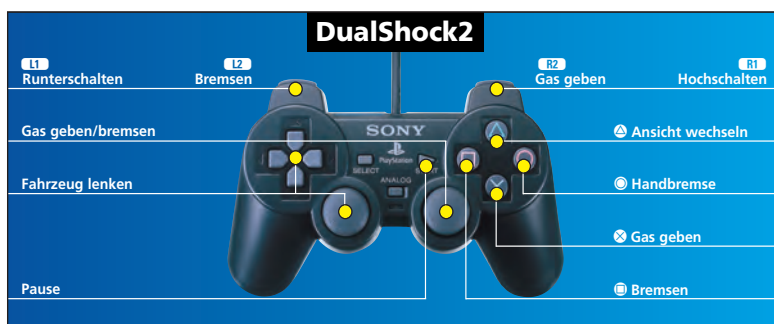 DualShock2
L1 L2 R2 R1
Runterschalten Bremsen Gas geben Hochschalten
Gas geben/bremsen SONY Ansicht wechseln
PlayStation
SELECT START
ANALOG
Fahrzeug lenken Handbremse
Gas geben
Pause Bremsen